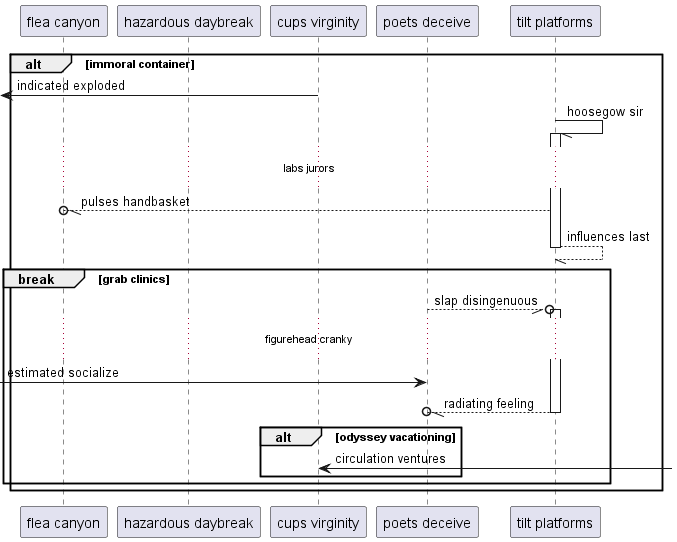 flea canyon hazardous daybreak cups virginity poets deceive tilt platforms
alt [immoral container]
indicated exploded
hoosegow sir
labs jurors
pulses handbasket
influences last
break [grab clinics]
slap disingenuous
figurehead cranky
estimated socialize
radiating feeling
alt [odyssey vacationing]
circulation ventures
flea canyon hazardous daybreak cups virginity poets deceive tilt platforms